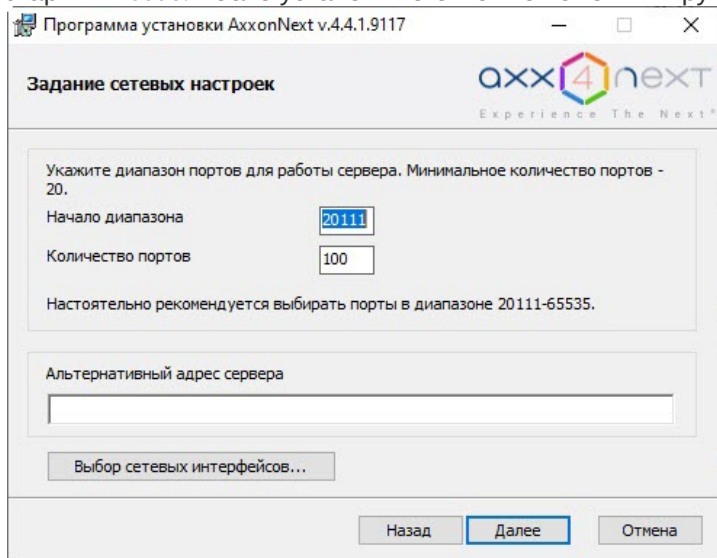 Программа установки AxxonNext v.4.4.1.9117
Задание сетевых настроек
axx4next
Experience The Next
Укажите диапазон портов для работы сервера. Минимальное количество портов -
20.
Начало диапазона
20111
Количество портов
100
Настоятельно рекомендуется выбирать порты в диапазоне 20111-65535.
Альтернативный адрес сервера
Выбор сетевых интерфейсов...
Назад
Далее
Отмена